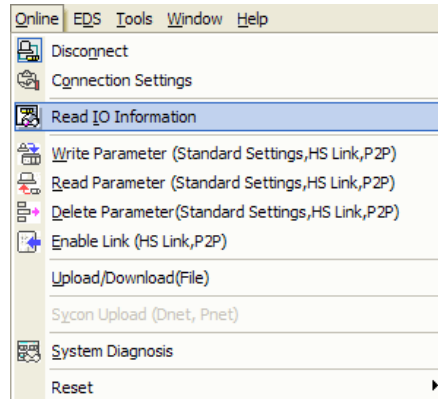 Online EDS Tools Window Help
Disconnect
Connection Settings
Read IO Information
Write Parameter (Standard Settings,HS Link,P2P)
Read Parameter (Standard Settings,HS Link,P2P)
Delete Parameter(Standard Settings,HS Link,P2P)
Enable Link (HS Link,P2P)
Upload/Download(File)
Sycon Upload (Dnet, Pnet)
System Diagnosis
Reset